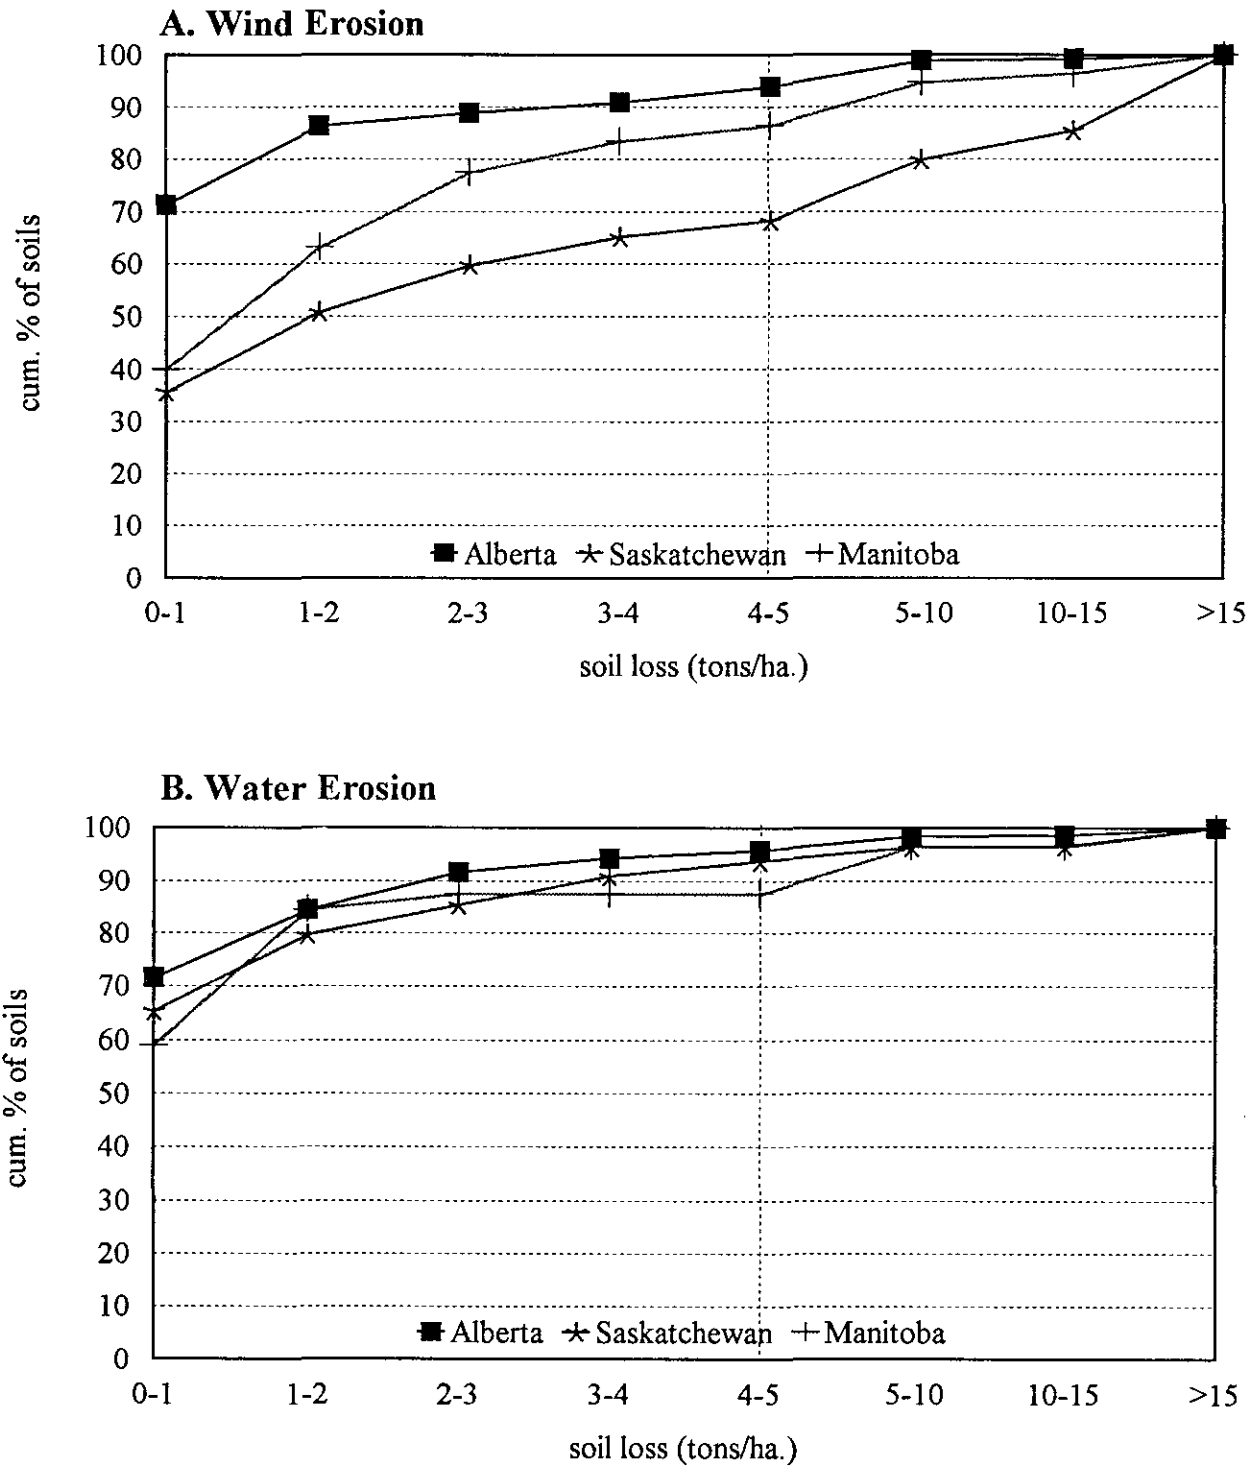 A. Wind Erosion
100
90
80
70
60
50
40
30
20
10
0
cum. % of soils
Alberta Saskatchewan Manitoba
0-1 1-2 2-3 3-4 4-5 5-10 10-15 >15
soil loss (tons/ha.)
B. Water Erosion
100
90
80
70
60
50
40
30
20
10
0
cum. % of soils
Alberta Saskatchewan Manitoba
0-1 1-2 2-3 3-4 4-5 5-10 10-15 >15
soil loss (tons/ha.)